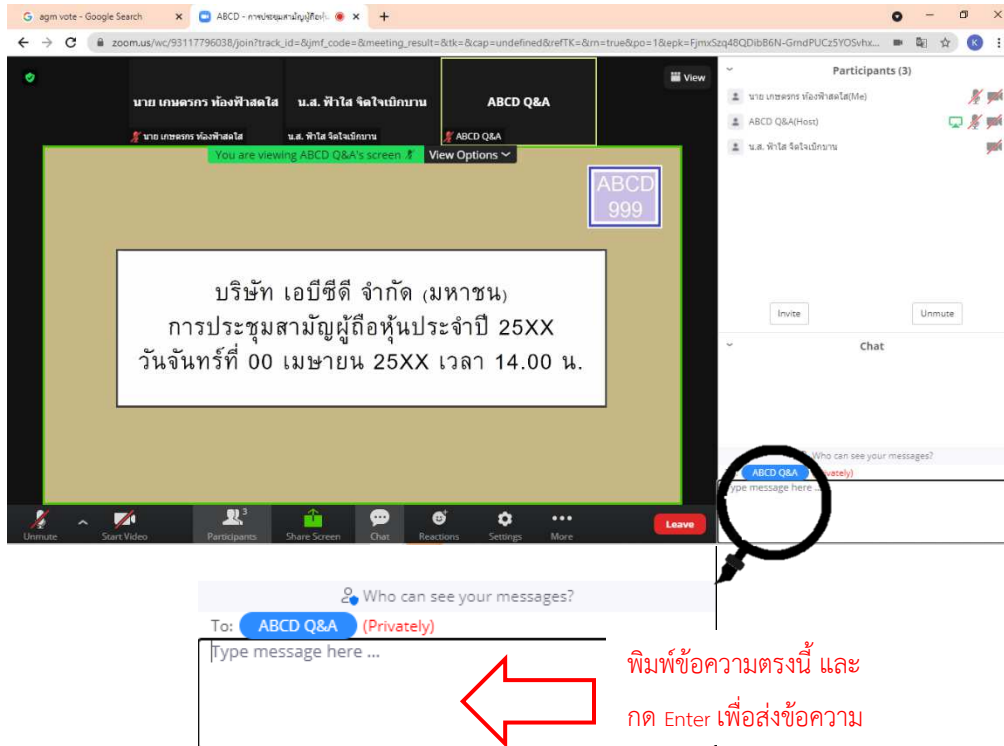 agm vote - Google Search
ABCD - การประชุมสามัญผู้ถือหุ้น
zoom.us/wc/93117796038/join?track_id=&jmf_code=&meeting_result=&tk=&cap=undefined&refTK=&rn=true&po=1&epk=FjmxSzq48QDibB6N-GmdPUCz5YOSvhx...
K
View
นาย เกษตรกร ท้องฟ้าสดใส
น.ส. ฟ้าใส จิตใจเบิกบาน
ABCD Q&A
นาย เกษตรกร ท้องฟ้าสดใส
น.ส. ฟ้าใส จิตใจเบิกบาน
ABCD Q&A
You are viewing ABCD Q&A's screen
View Options
ABCD
999
บริษัท เอบีซีดี จำกัด (มหาชน)
การประชุมสามัญผู้ถือหุ้นประจำปี 25XX
วันจันทร์ที่ 00 เมษายน 25XX เวลา 14.00 น.
Unmute
Start Video
3
Participants
Share Screen
Chat
Reactions
Settings
More
Leave
Participants (3)
นาย เกษตรกร ท้องฟ้าสดใส(Me)
ABCD Q&A(Host)
น.ส. ฟ้าใส จิตใจเบิกบาน
Invite
Unmute
Chat
Who can see your messages?
ABCD Q&A (Privately)
Type message here ...
Who can see your messages?
To: ABCD Q&A (Privately)
Type message here ...
พิมพ์ข้อความตรงนี้ และ
กด Enter เพื่อส่งข้อความ